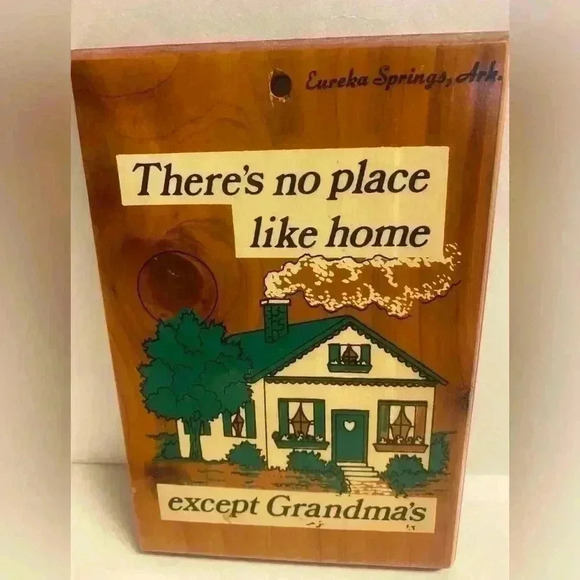 Eureka Springs, Ark.
There's no place
like home
except Grandma's